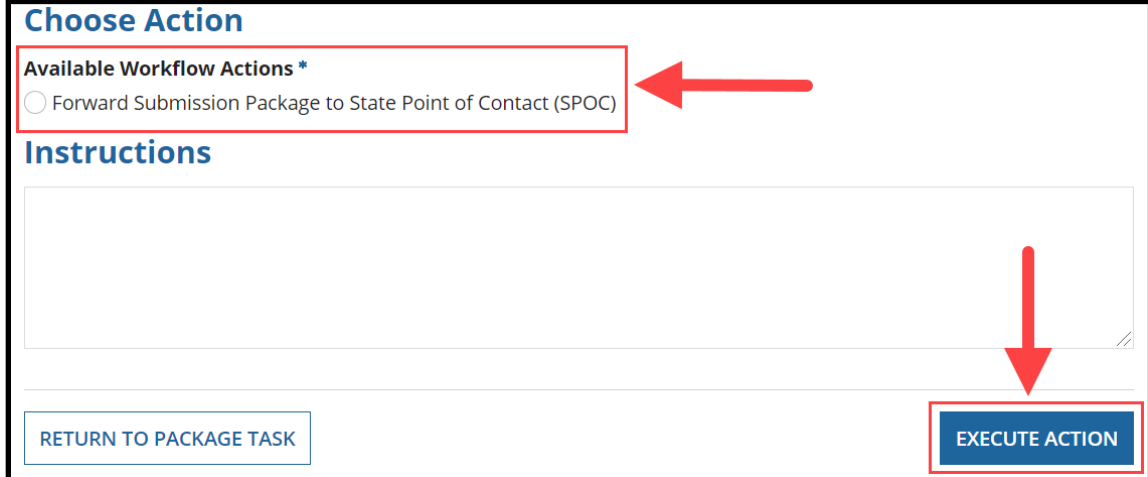 Choose Action
Available Workflow Actions *
Forward Submission Package to State Point of Contact (SPOC)
Instructions
RETURN TO PACKAGE TASK
EXECUTE ACTION